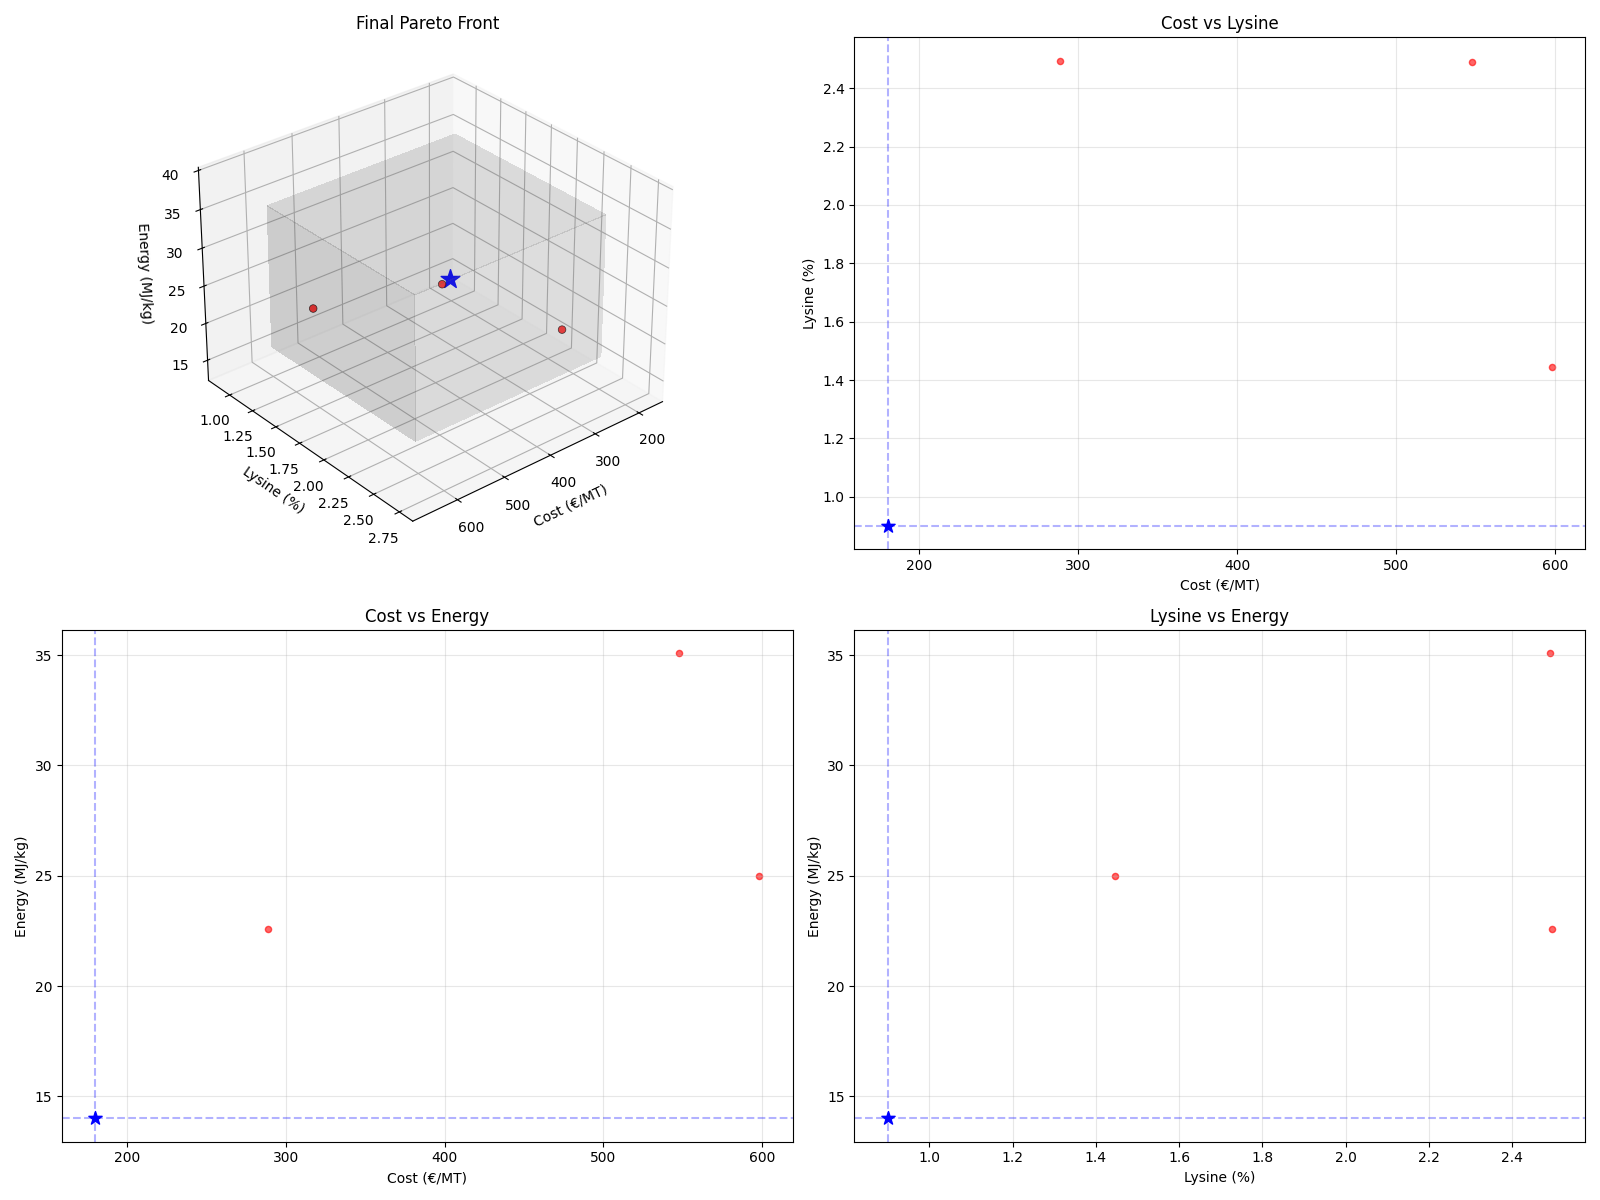 Final Pareto Front
40
35
30
25
20
15
Energy (MJ/kg)
1.00
1.25
1.50
1.75
2.00
2.25
2.50
2.75
Lysine (%)
200
300
400
500
600
Cost (€/MT)
Cost vs Lysine
2.4
2.2
2.0
1.8
1.6
1.4
1.2
1.0
Lysine (%)
200 300 400 500 600
Cost (€/MT)
Cost vs Energy
35
30
25
20
15
Energy (MJ/kg)
200 300 400 500 600
Cost (€/MT)
Lysine vs Energy
35
30
25
20
15
Energy (MJ/kg)
1.0 1.2 1.4 1.6 1.8 2.0 2.2 2.4
Lysine (%)